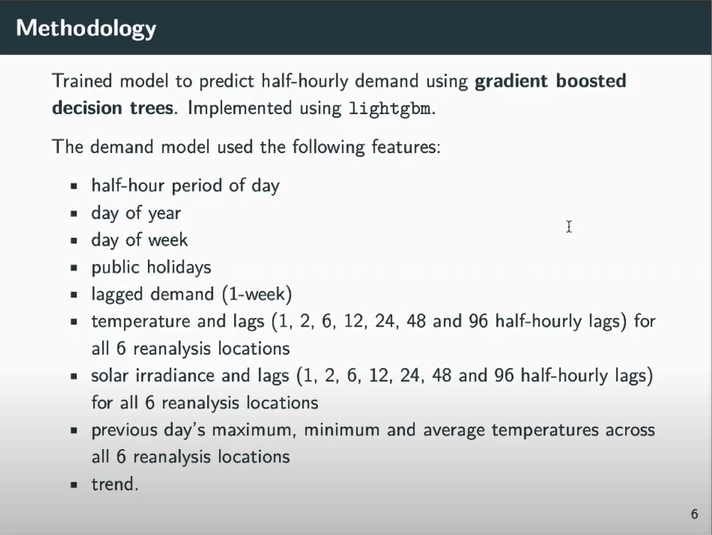 Methodology
Trained model to predict half-hourly demand using gradient boosted
decision trees. Implemented using lightgbm.
The demand model used the following features:
▪ half-hour period of day
▪ day of year
▪ day of week
▪ public holidays
▪ lagged demand (1-week)
▪ temperature and lags (1, 2, 6, 12, 24, 48 and 96 half-hourly lags) for
all 6 reanalysis locations
▪ solar irradiance and lags (1, 2, 6, 12, 24, 48 and 96 half-hourly lags)
for all 6 reanalysis locations
▪ previous day's maximum, minimum and average temperatures across
all 6 reanalysis locations
▪ trend.
6